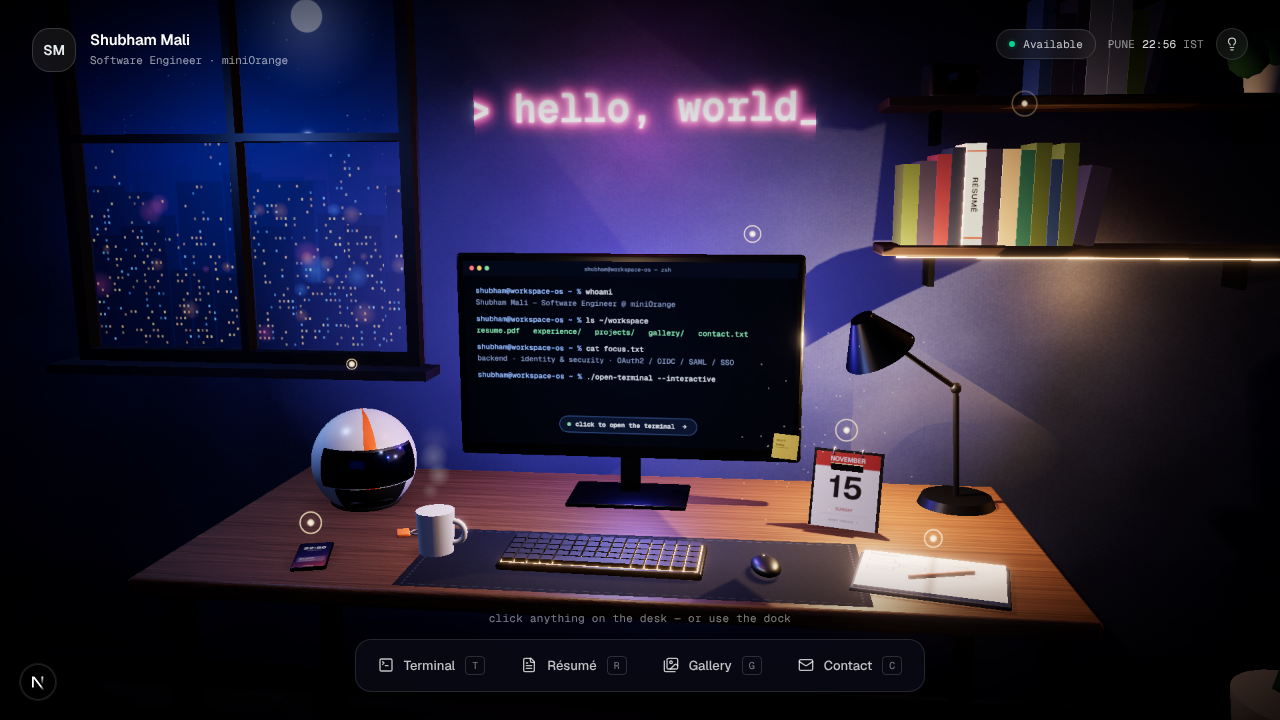 SM
Shubham Mali
Software Engineer · miniOrange
Available
PUNE 22:56 IST
> hello, world_
RÉSUMÉ
shubham@workspace-os — zsh
shubham@workspace-os ~ % whoami
Shubham Mali — Software Engineer @ miniOrange
shubham@workspace-os ~ % ls ~/workspace
resume.pdf experience/ projects/ gallery/ contact.txt
shubham@workspace-os ~ % cat focus.txt
backend · identity & security · OAuth2 / OIDC / SAML / SSO
shubham@workspace-os ~ % ./open-terminal --interactive
click to open the terminal →
NOVEMBER
15
SUNDAY
click anything on the desk — or use the dock
Terminal T
Résumé R
Gallery G
Contact C
N